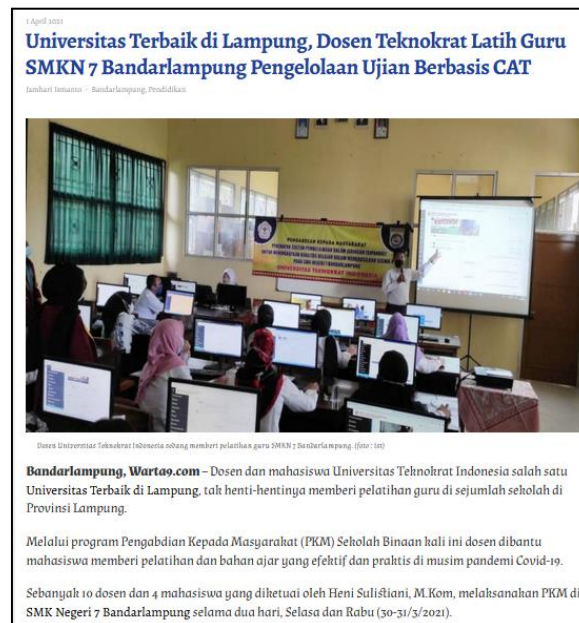 1 April 2021
Universitas Terbaik di Lampung, Dosen Teknokrat Latih Guru
SMKN 7 Bandarlampung Pengelolaan Ujian Berbasis CAT
Bandarlampung, Pendidikan
PENGABDIAN KEPADA MASYARAKAT
UNIVERSITAS TEKNOKRAT INDONESIA
Dosen Universitas Teknokrat Indonesia sedang memberi pelatihan guru SMKN 7 Bandarlampung. (foto : ist)
Bandarlampung, Warta9.com – Dosen dan mahasiswa Universitas Teknokrat Indonesia salah satu
Universitas Terbaik di Lampung, tak henti-hentinya memberi pelatihan guru di sejumlah sekolah di
Provinsi Lampung.
Melalui program Pengabdian Kepada Masyarakat (PKM) Sekolah Binaan kali ini dosen dibantu
mahasiswa memberi pelatihan dan bahan ajar yang efektif dan praktis di musim pandemi Covid-19.
Sebanyak 10 dosen dan 4 mahasiswa yang diketuai oleh Heni Sulistiani, M.Kom, melaksanakan PKM di
SMK Negeri 7 Bandarlampung selama dua hari, Selasa dan Rabu (30-31/3/2021).